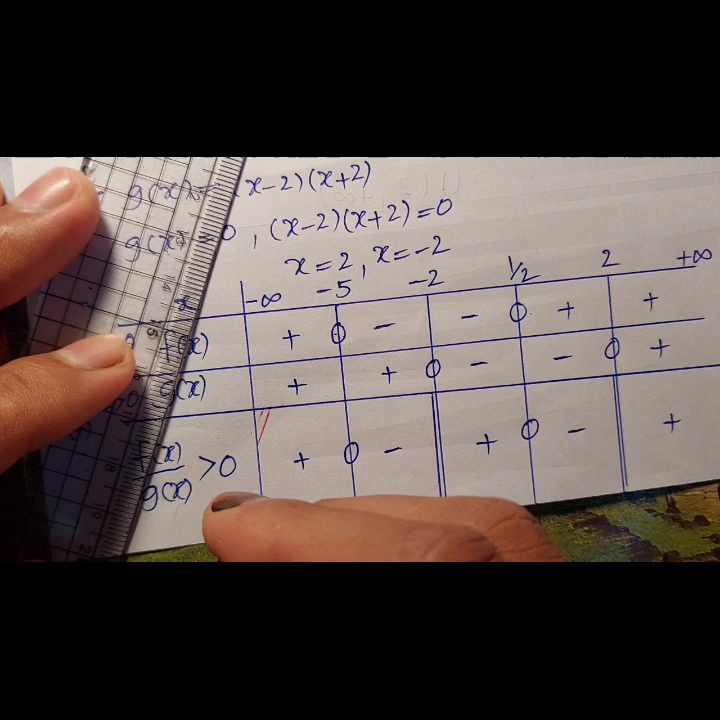 g(x) = (x-2)(x+2)
g(x) = 0, (x-2)(x+2)=0
x=2, x=-2
x -∞ -5 -2 1/2 2 +∞
f(x) + 0 - - 0 + +
g(x) + + 0 - - 0 +
f(x)/g(x) >0 + 0 - || + 0 - || +